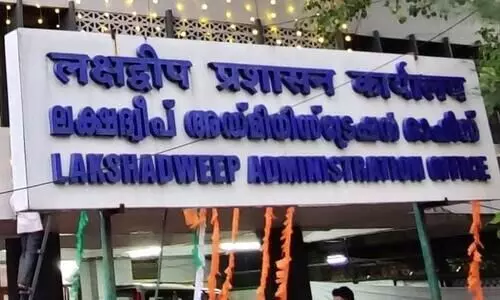 लक्षद्वीप प्रशासन कार्यालय
ലക്ഷദ്വീപ് അഡ്മിനിസ്ട്രേഷൻ ഓഫീസ്
LAKSHADWEEP ADMINISTRATION OFFICE